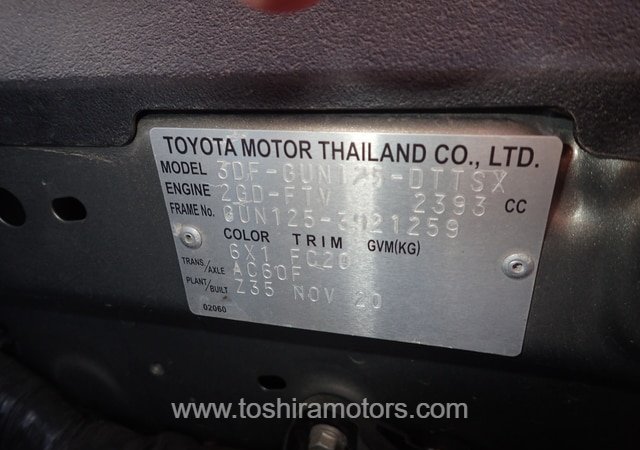 TOYOTA MOTOR THAILAND CO., LTD.
MODEL 3DF-GUN125-DTTSX
ENGINE 2GD-FTV 2393 CC
FRAME No. GUN125-3921259
COLOR TRIM GVM(KG)
6X1 FC20
TRANS./AXLE AC60F
PLANT/BUILT Z35 NOV 20
02060
www.toshiramotors.com